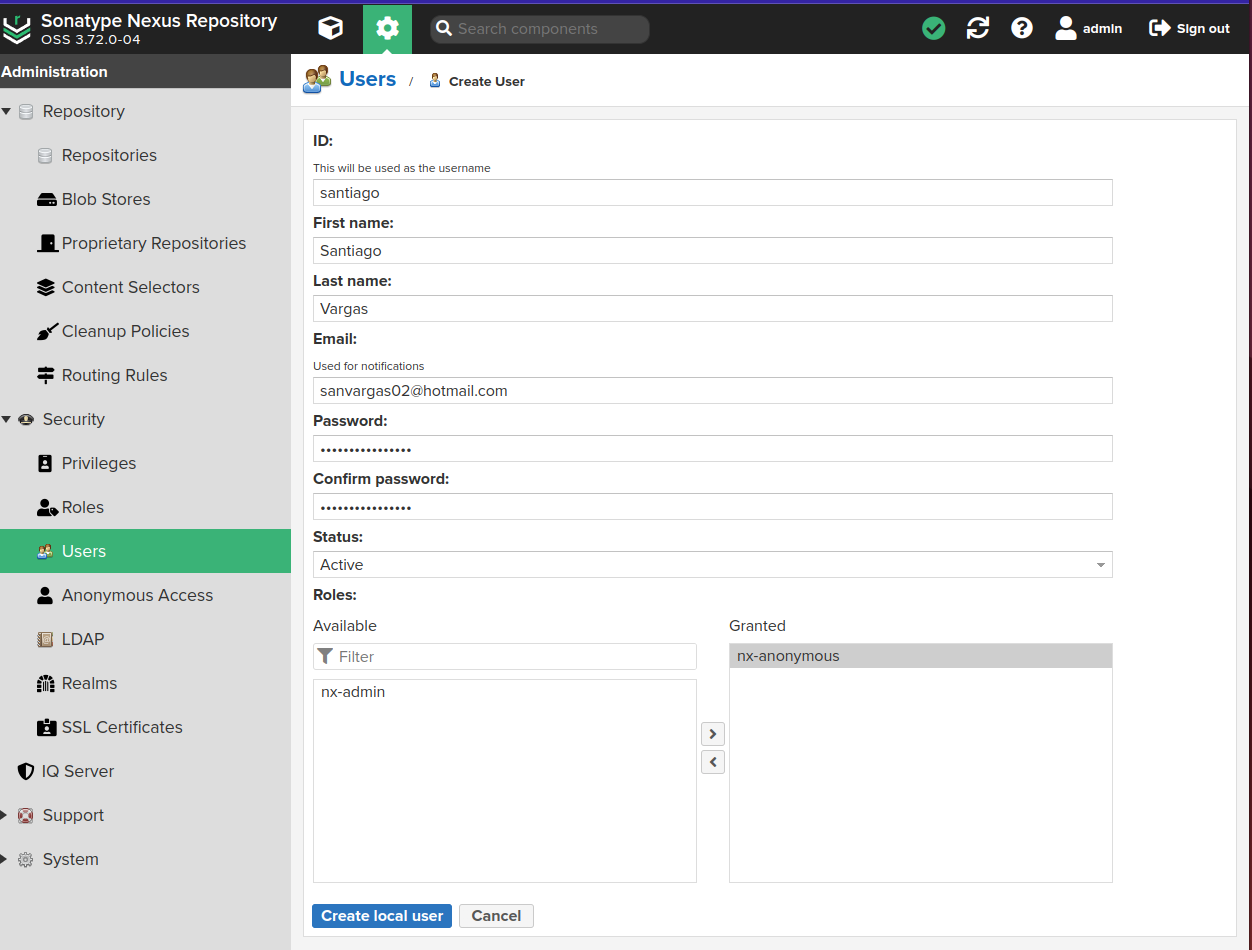 Sonatype Nexus Repository
OSS 3.72.0-04
Search components
admin
Sign out
Administration
Repository
Repositories
Blob Stores
Proprietary Repositories
Content Selectors
Cleanup Policies
Routing Rules
Security
Privileges
Roles
Users
Anonymous Access
LDAP
Realms
SSL Certificates
IQ Server
Support
System
Users / Create User
ID:
This will be used as the username
santiago
First name:
Santiago
Last name:
Vargas
Email:
Used for notifications
sanvargas02@hotmail.com
Password:
••••••••••••••••
Confirm password:
••••••••••••••••
Status:
Active
Roles:
Available
Filter
nx-admin
Granted
nx-anonymous
Create local user
Cancel